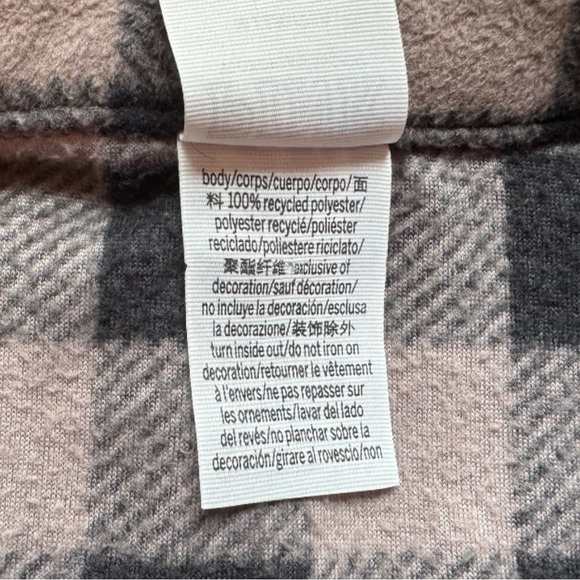 body/corps/cuerpo/corpo/面
料 100% recycled polyester/
polyester recyclé/poliéster
reciclado/poliestere riciclato/
聚酯纤维 *exclusive of
decoration/sauf décoration/
no incluye la decoración/esclusa
la decorazione/装饰除外
turn inside out/do not iron on
decoration/retourner le vêtement
à l'envers/ne pas repasser sur
les ornements/lavar del lado
del revés/no planchar sobre la
decoración/girare al rovescio/non